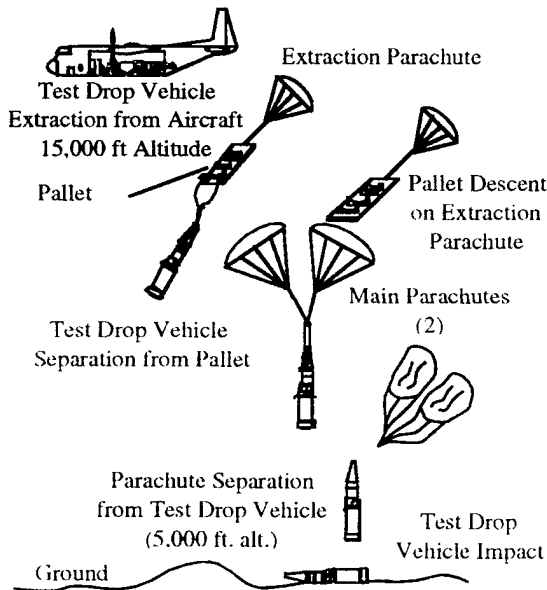 Extraction Parachute
Test Drop Vehicle
Extraction from Aircraft
15,000 ft Altitude
Pallet
Pallet Descent
on Extraction
Parachute
Main Parachutes
(2)
Test Drop Vehicle
Separation from Pallet
Parachute Separation
from Test Drop Vehicle
(5,000 ft. alt.)
Test Drop
Vehicle Impact
Ground